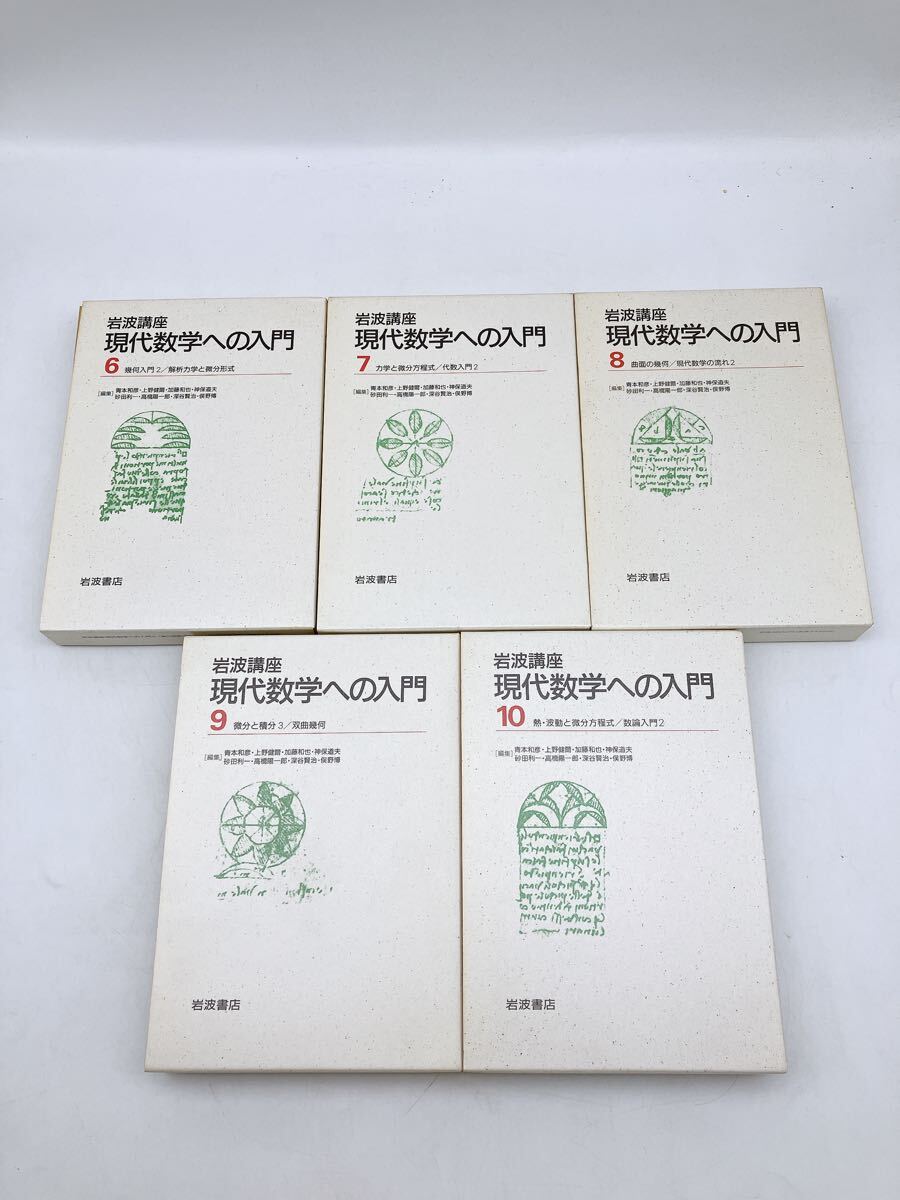 岩波講座
現代数学への入門
6 幾何入門2／解析力学と微分形式
[編集] 青本和彦・上野健爾・加藤和也・神保道夫
砂田利一・高橋陽一郎・深谷賢治・俣野博
岩波書店
岩波講座
現代数学への入門
7 力学と微分方程式／代数入門2
[編集] 青本和彦・上野健爾・加藤和也・神保道夫
砂田利一・高橋陽一郎・深谷賢治・俣野博
岩波書店
岩波講座
現代数学への入門
8 曲面の幾何／現代数学の流れ2
[編集] 青本和彦・上野健爾・加藤和也・神保道夫
砂田利一・高橋陽一郎・深谷賢治・俣野博
岩波書店
岩波講座
現代数学への入門
9 微分と積分3／双曲幾何
[編集] 青本和彦・上野健爾・加藤和也・神保道夫
砂田利一・高橋陽一郎・深谷賢治・俣野博
岩波書店
岩波講座
現代数学への入門
10 熱・波動と微分方程式／数論入門2
[編集] 青本和彦・上野健爾・加藤和也・神保道夫
砂田利一・高橋陽一郎・深谷賢治・俣野博
岩波書店